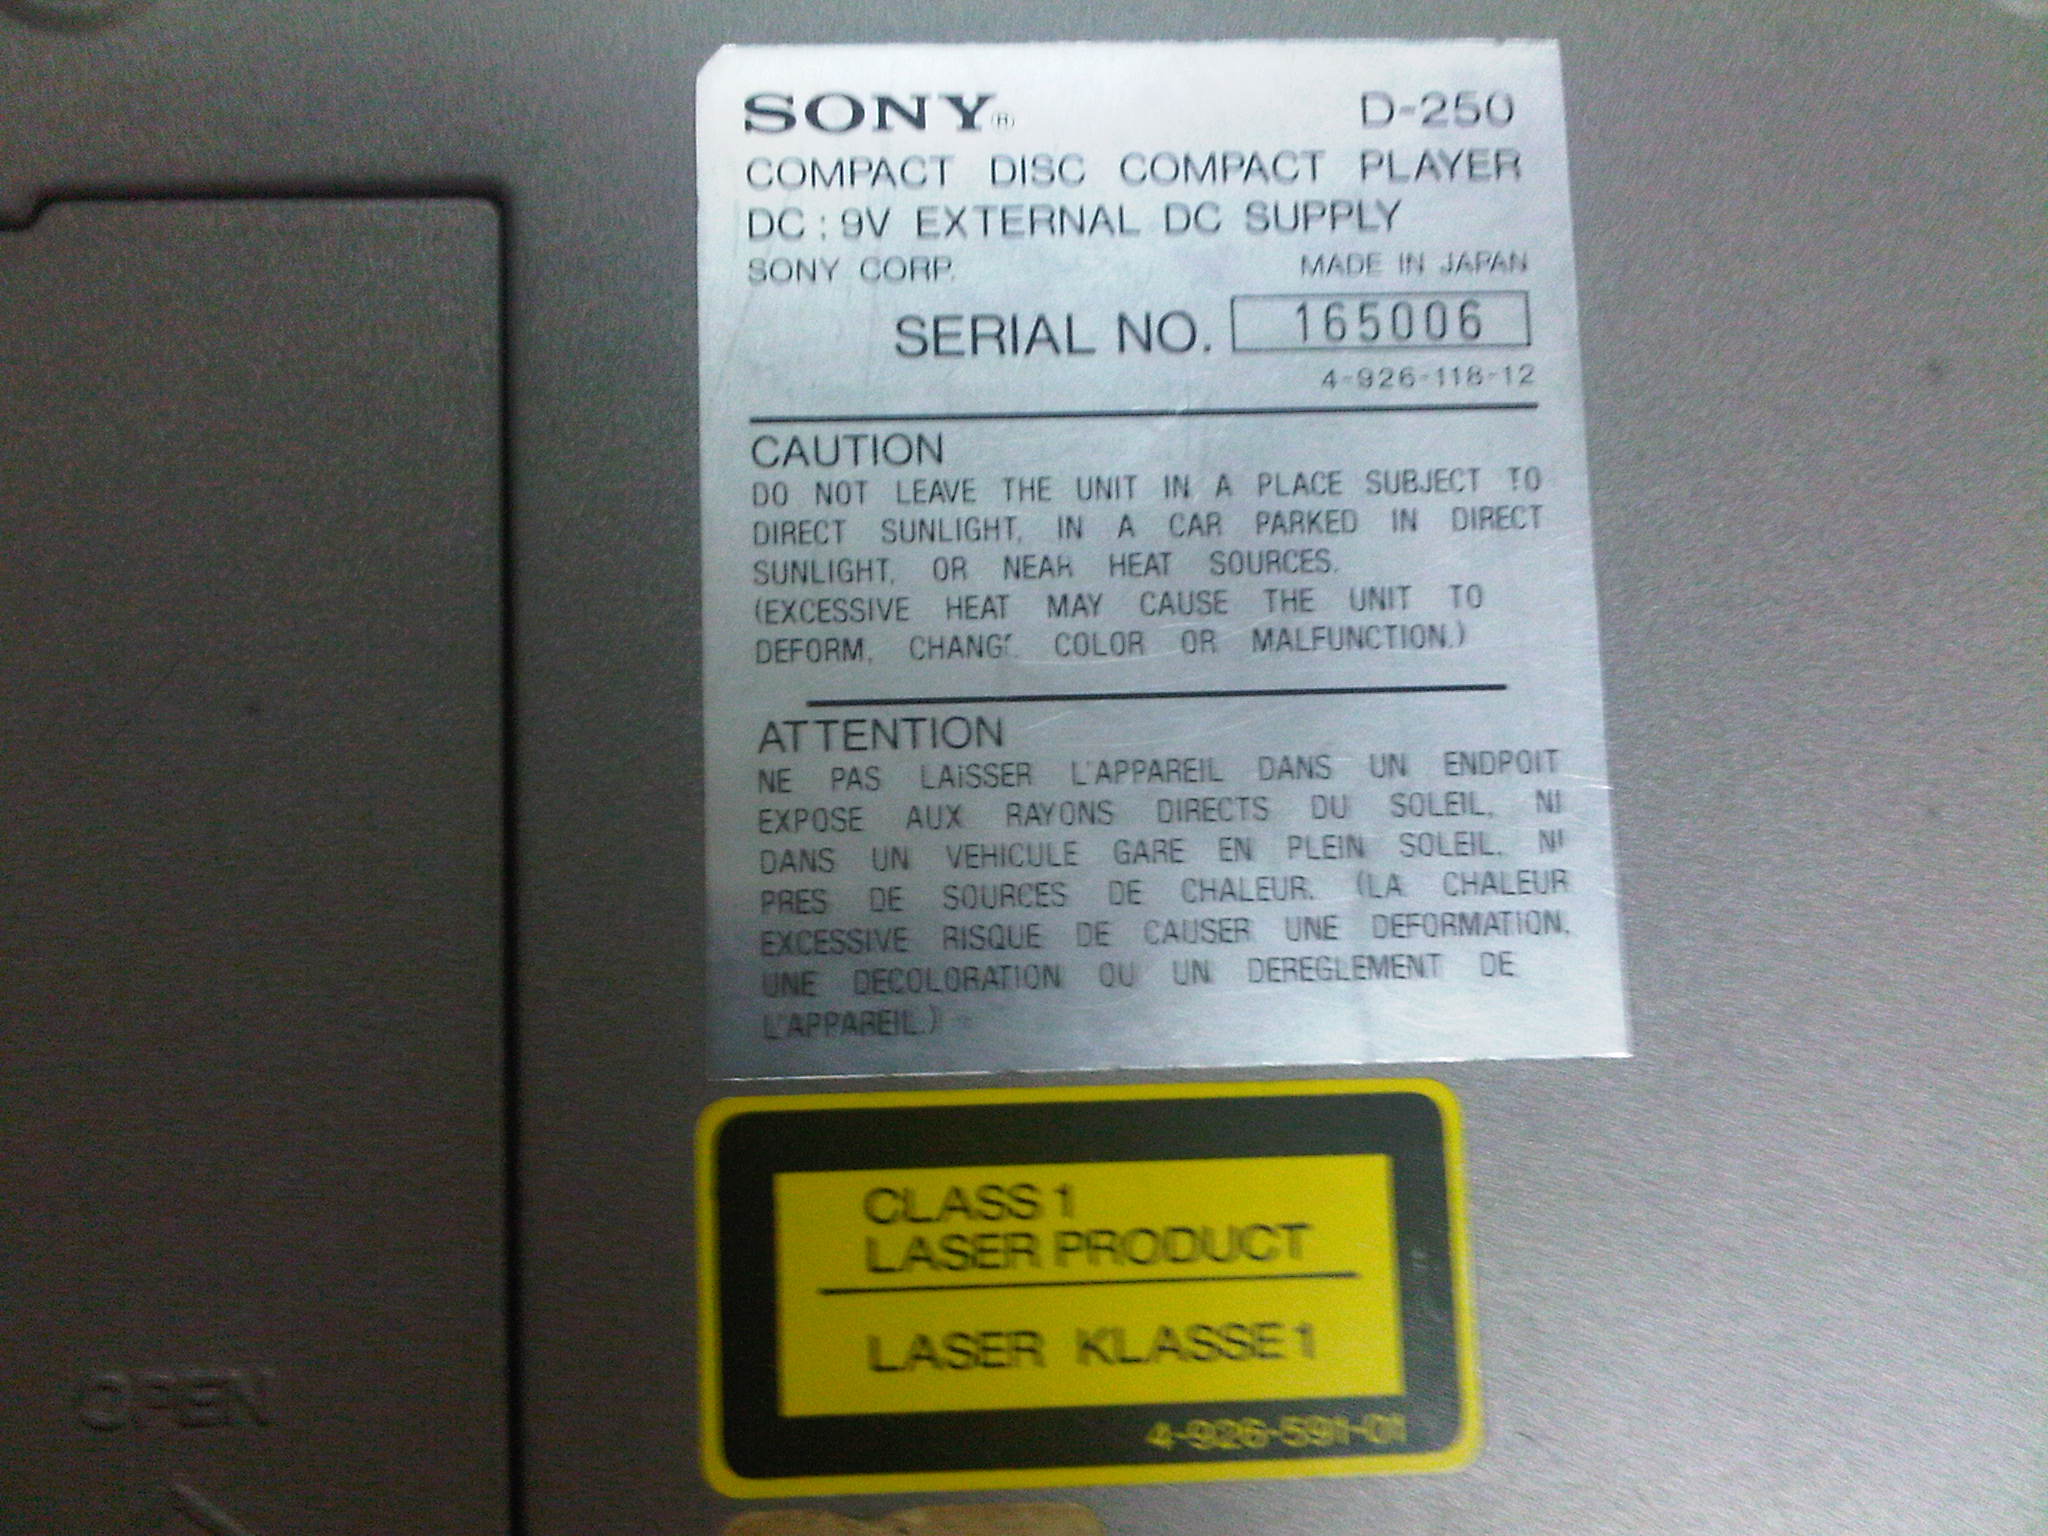 SONY®
D-250
COMPACT DISC COMPACT PLAYER
DC : 9V EXTERNAL DC SUPPLY
SONY CORP.
MADE IN JAPAN
SERIAL NO. 165006
4-926-118-12
CAUTION
DO NOT LEAVE THE UNIT IN A PLACE SUBJECT TO
DIRECT SUNLIGHT, IN A CAR PARKED IN DIRECT
SUNLIGHT, OR NEAR HEAT SOURCES.
(EXCESSIVE HEAT MAY CAUSE THE UNIT TO
DEFORM, CHANGE COLOR OR MALFUNCTION.)
ATTENTION
NE PAS LAISSER L'APPAREIL DANS UN ENDPOIT
EXPOSE AUX RAYONS DIRECTS DU SOLEIL, NI
DANS UN VEHICULE GARE EN PLEIN SOLEIL, NI
PRES DE SOURCES DE CHALEUR. (LA CHALEUR
EXCESSIVE RISQUE DE CAUSER UNE DEFORMATION,
UNE DECOLORATION OU UN DEREGLEMENT DE
L'APPAREIL.)
CLASS 1
LASER PRODUCT
LASER KLASSE 1
4-926-591-01
OPEN